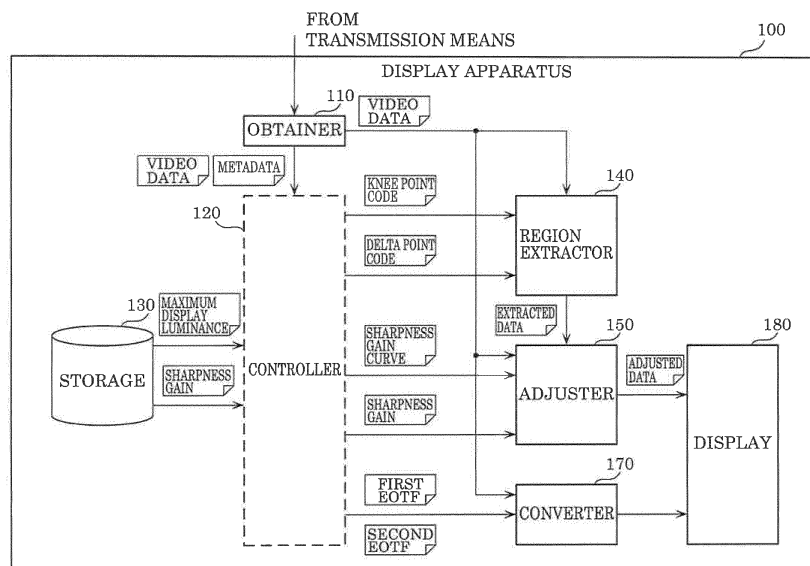 FROM
TRANSMISSION MEANS
100
DISPLAY APPARATUS
110
OBTAINER
VIDEO
DATA
VIDEO
DATA
METADATA
120
KNEE POINT
CODE
140
REGION
EXTRACTOR
DELTA POINT
CODE
130
MAXIMUM
DISPLAY
LUMINANCE
STORAGE
SHARPNESS
GAIN
CONTROLLER
EXTRACTED
DATA
SHARPNESS
GAIN
CURVE
150
ADJUSTER
SHARPNESS
GAIN
ADJUSTED
DATA
180
DISPLAY
FIRST
EOTF
170
CONVERTER
SECOND
EOTF